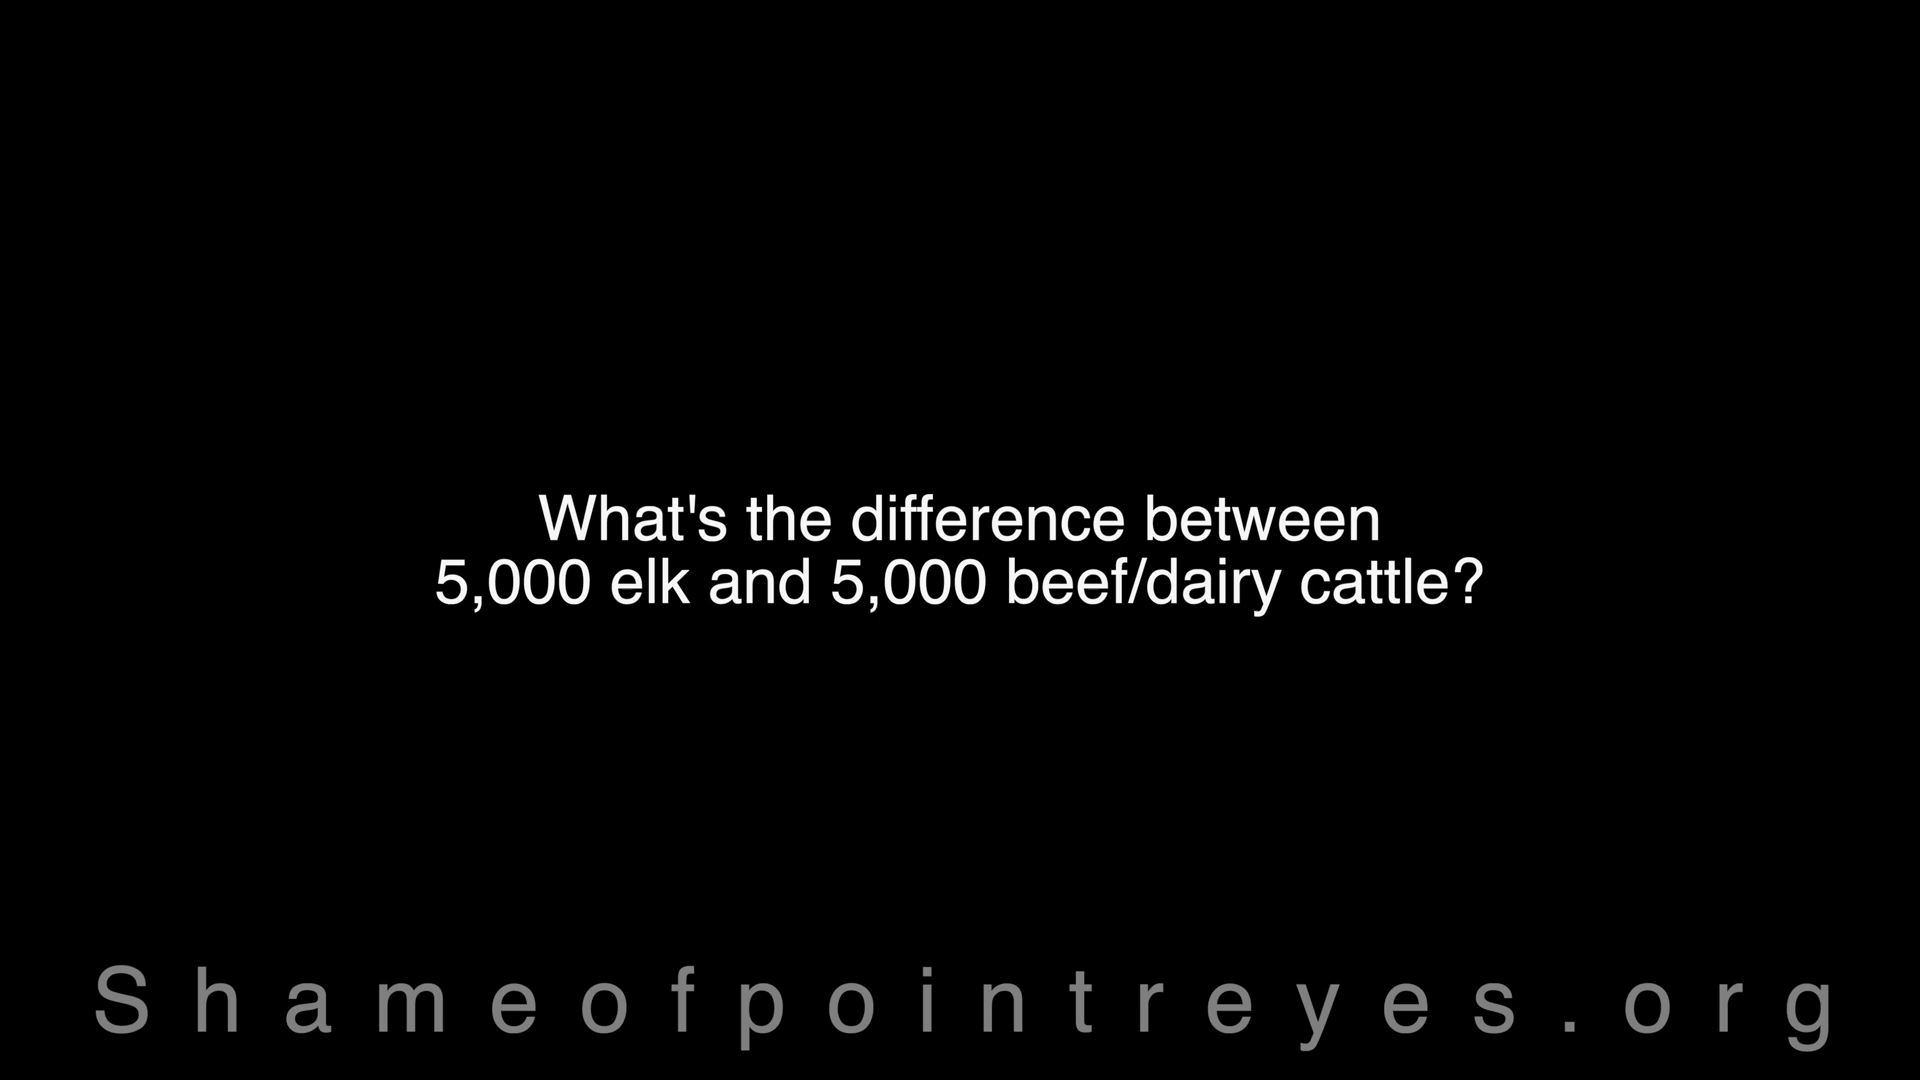 What's the difference between
5,000 elk and 5,000 beef/dairy cattle?
Shameofpointreyes.org